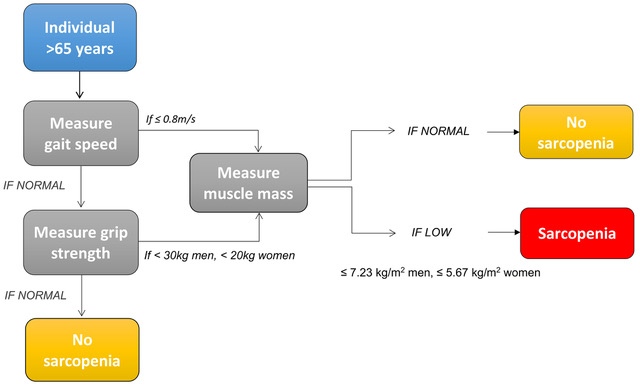 Individual
>65 years
Measure
gait speed
If ≤ 0.8m/s
IF NORMAL
Measure grip
strength
If < 30kg men, < 20kg women
IF NORMAL
No
sarcopenia
Measure
muscle mass
IF NORMAL
No
sarcopenia
IF LOW
Sarcopenia
≤ 7.23 kg/m² men, ≤ 5.67 kg/m² women